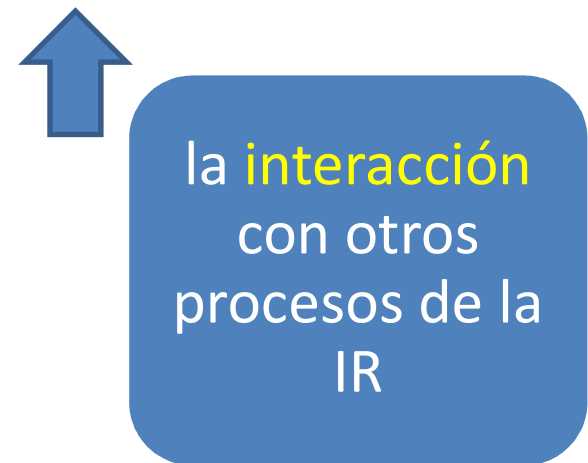 la interacción
con otros
procesos de la
IR